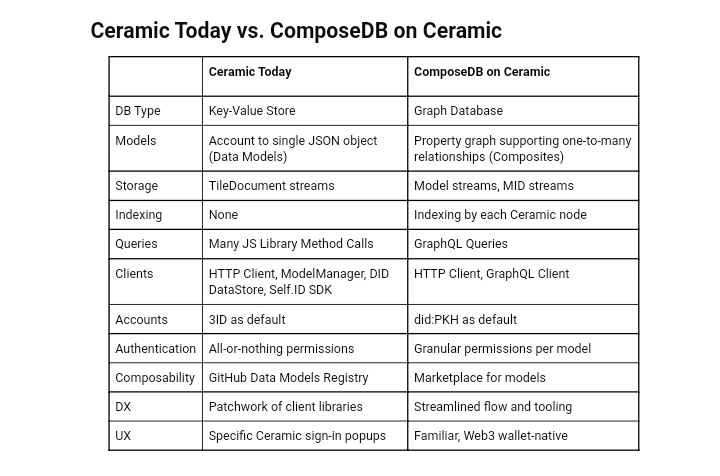 Ceramic Today vs. ComposeDB on Ceramic
Ceramic Today ComposeDB on Ceramic
DB Type Key-Value Store Graph Database
Models Account to single JSON object Property graph supporting one-to-many
(Data Models) relationships (Composites)
Storage TileDocument streams Model streams, MID streams
Indexing None Indexing by each Ceramic node
Queries Many JS Library Method Calls GraphQL Queries
Clients HTTP Client, ModelManager, DID HTTP Client, GraphQL Client
DataStore, Self.ID SDK
Accounts 3ID as default did:PKH as default
Authentication All-or-nothing permissions Granular permissions per model
Composability GitHub Data Models Registry Marketplace for models
DX Patchwork of client libraries Streamlined flow and tooling
UX Specific Ceramic sign-in popups Familiar, Web3 wallet-native